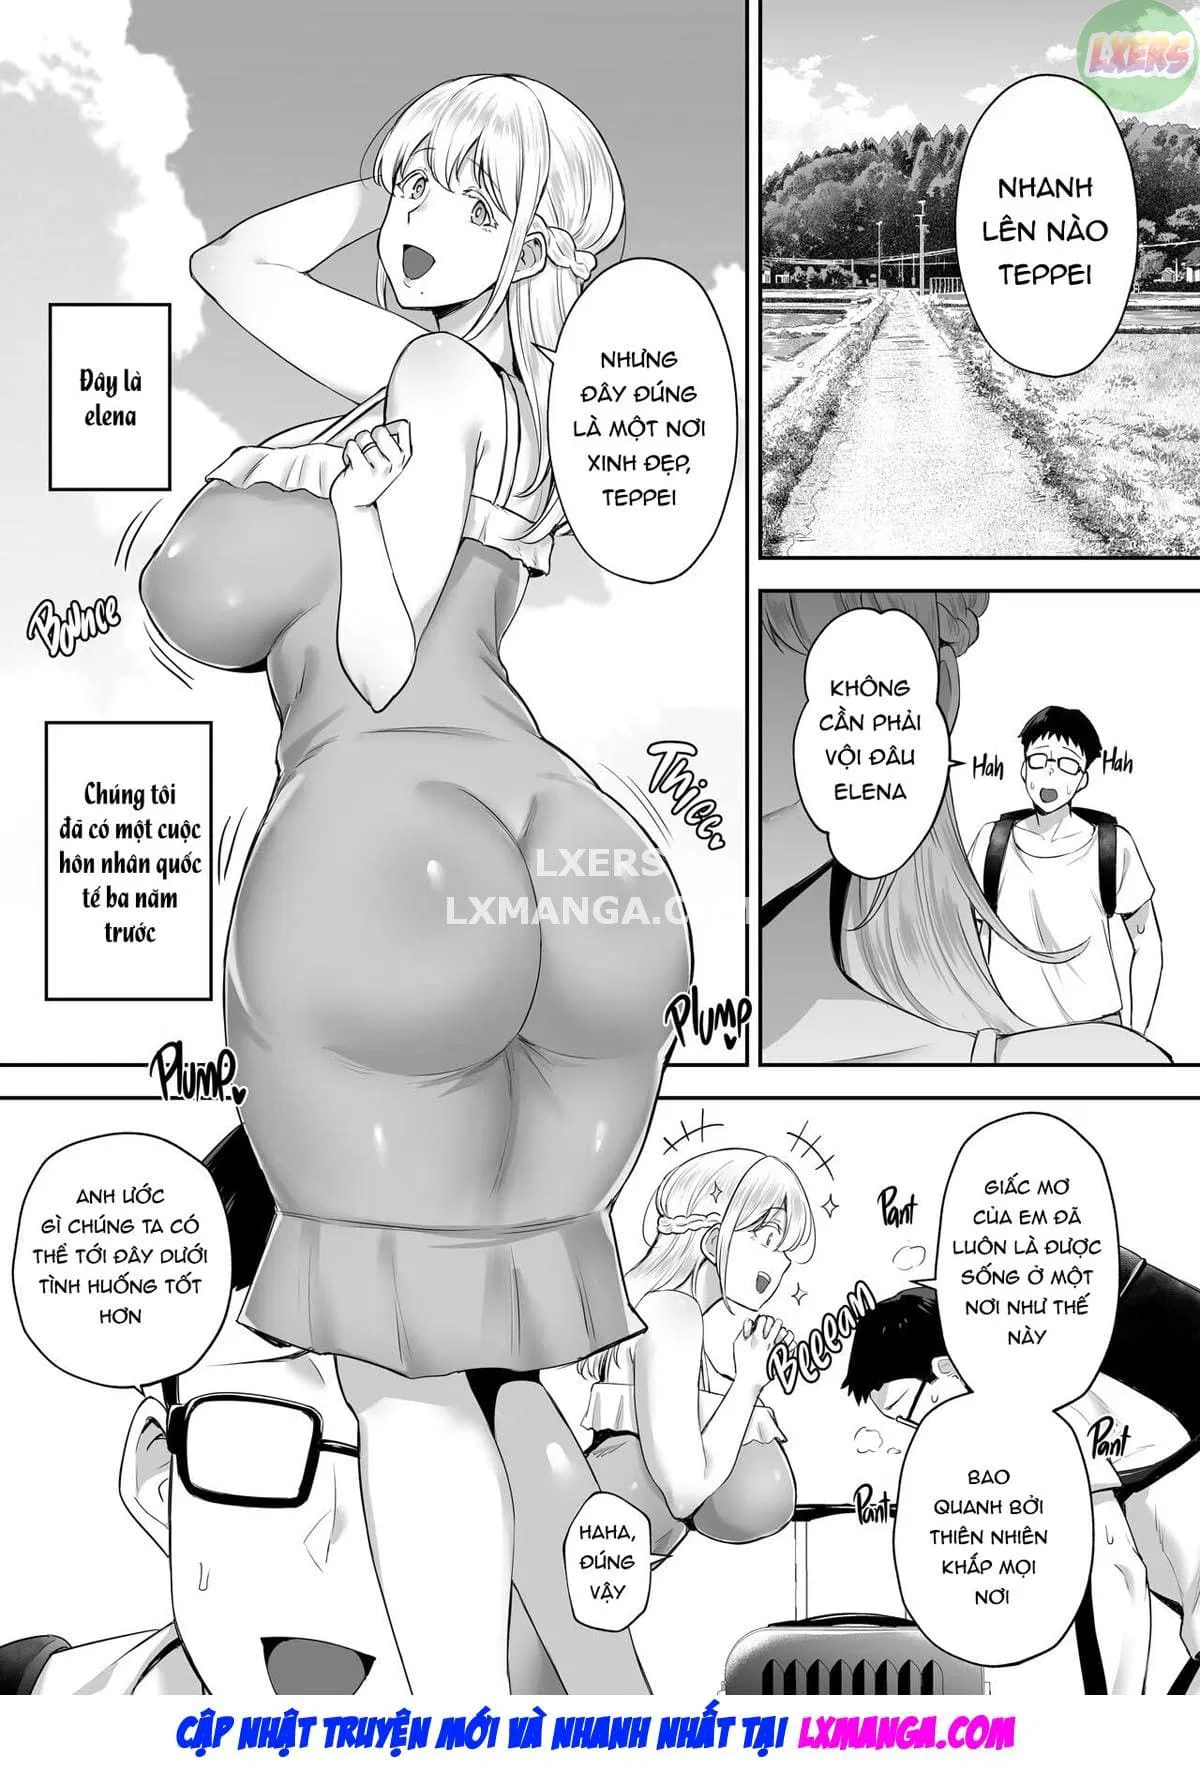 LXERS
NHANH
LÊN NÀO
TEPPEI
NHƯNG
ĐÂY ĐÚNG
LÀ MỘT NƠI
XINH ĐẸP,
TEPPEI
Đây là
elena
Bounce
KHÔNG
CẦN PHẢI
VỘI ĐÂU
ELENA
Hah
Hah
Chúng tôi
đã có một cuộc
hôn nhân quốc
tế ba năm
trước
Thicc
LXERS
LXMANGA.COM
Plump
Plump
GIẤC MƠ
CỦA EM ĐÃ
LUÔN LÀ ĐƯỢC
SỐNG Ở MỘT
NƠI NHƯ THẾ
NÀY
Pant
Beeeam
Pant
Pant
BAO
QUANH BỞI
THIÊN NHIÊN
KHẮP MỌI
NƠI
ANH ƯỚC
GÌ CHÚNG TA CÓ
THỂ TỚI ĐÂY DƯỚI
TÌNH HUỐNG TỐT
HƠN
HAHA,
ĐÚNG
VẬY
CẬP NHẬT TRUYỆN MỚI VÀ NHANH NHẤT TẠI LXMANGA.COM